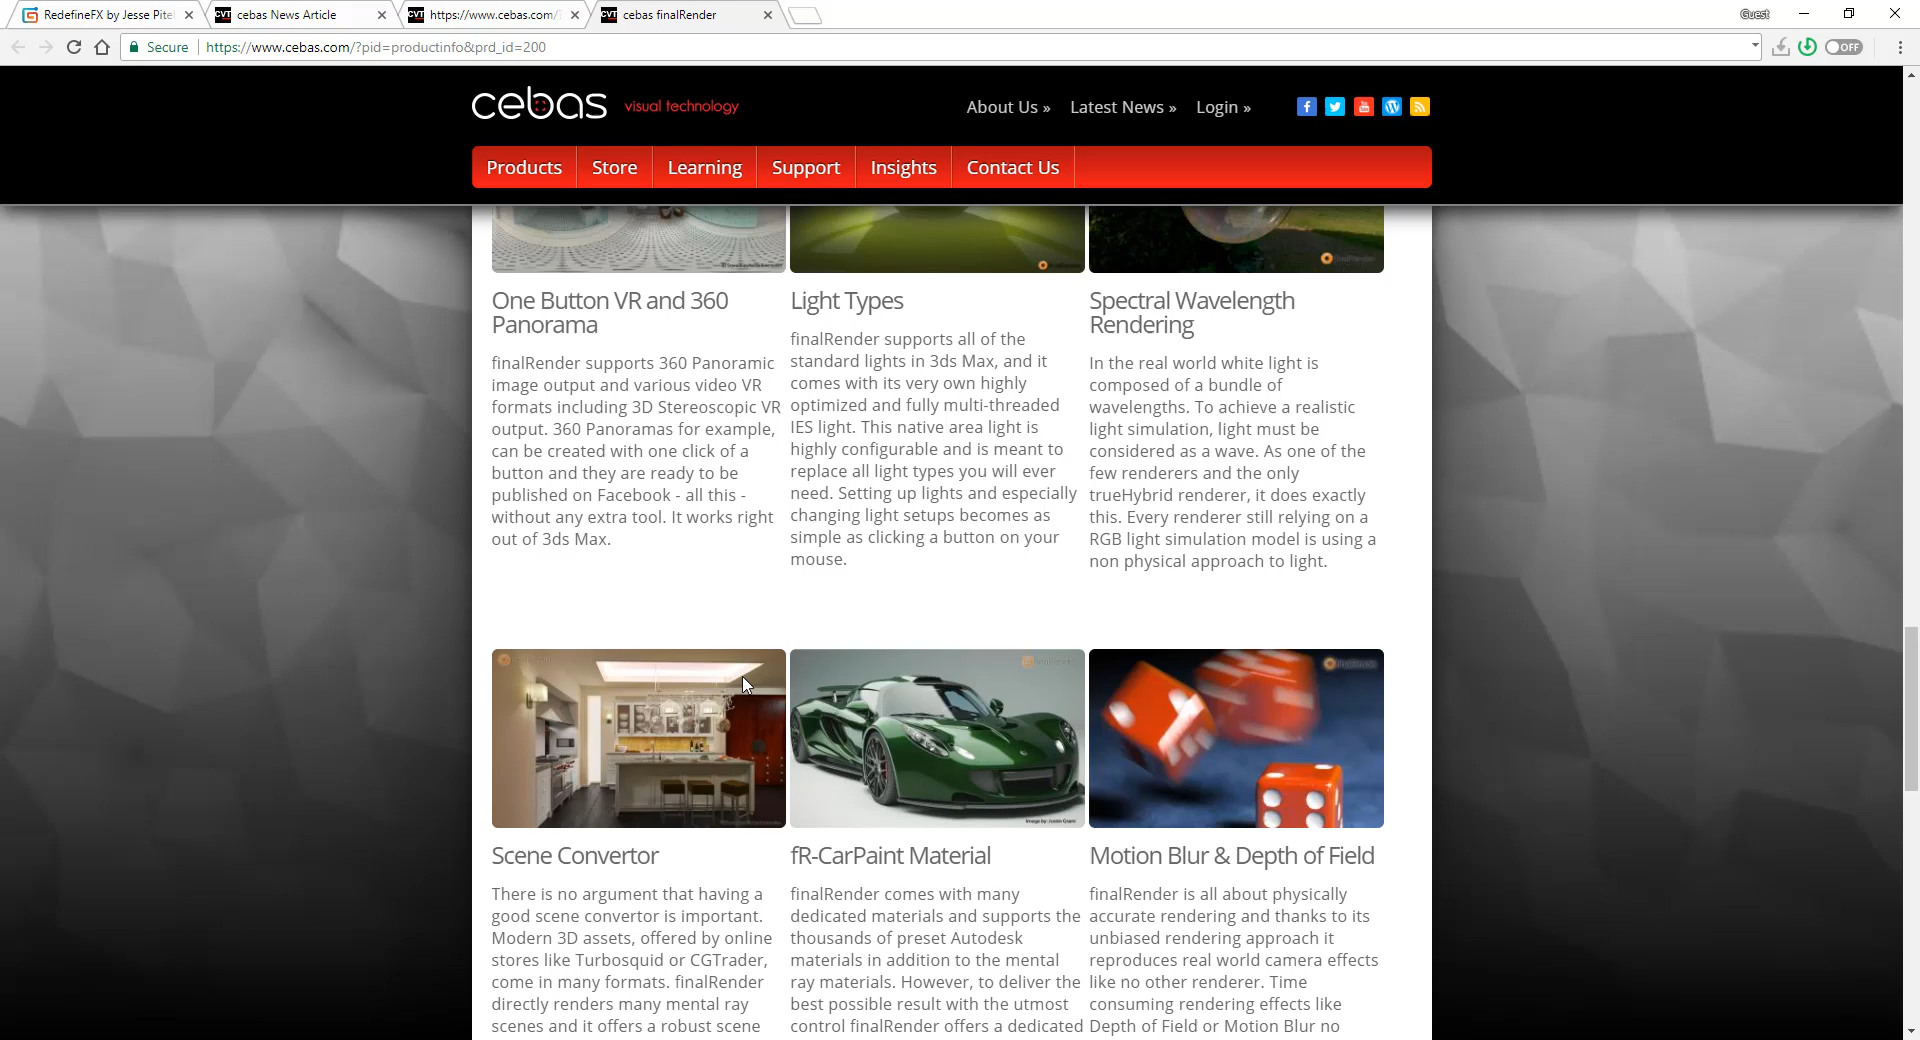 RedefineFX by Jesse Pitel
cebas News Article
https://www.cebas.com/
cebas finalRender
Guest
Secure
https://www.cebas.com/?pid=productinfo&prd_id=200
OFF
cebas visual technology
About Us »
Latest News »
Login »
Products
Store
Learning
Support
Insights
Contact Us
One Button VR and 360
Panorama
finalRender supports 360 Panoramic
image output and various video VR
formats including 3D Stereoscopic VR
output. 360 Panoramas for example,
can be created with one click of a
button and they are ready to be
published on Facebook - all this -
without any extra tool. It works right
out of 3ds Max.
Light Types
finalRender supports all of the
standard lights in 3ds Max, and it
comes with its very own highly
optimized and fully multi-threaded
IES light. This native area light is
highly configurable and is meant to
replace all light types you will ever
need. Setting up lights and especially
changing light setups becomes as
simple as clicking a button on your
mouse.
Spectral Wavelength
Rendering
In the real world white light is
composed of a bundle of
wavelengths. To achieve a realistic
light simulation, light must be
considered as a wave. As one of the
few renderers and the only
trueHybrid renderer, it does exactly
this. Every renderer still relying on a
RGB light simulation model is using a
non physical approach to light.
Image by: Justin Grant
Scene Convertor
There is no argument that having a
good scene convertor is important.
Modern 3D assets, offered by online
stores like Turbosquid or CGTrader,
come in many formats. finalRender
directly renders many mental ray
scenes and it offers a robust scene
fR-CarPaint Material
finalRender comes with many
dedicated materials and supports the
thousands of preset Autodesk
materials in addition to the mental
ray materials. However, to deliver the
best possible result with the utmost
control finalRender offers a dedicated
Motion Blur & Depth of Field
finalRender is all about physically
accurate rendering and thanks to its
unbiased rendering approach it
reproduces real world camera effects
like no other renderer. Time
consuming rendering effects like
Depth of Field or Motion Blur no